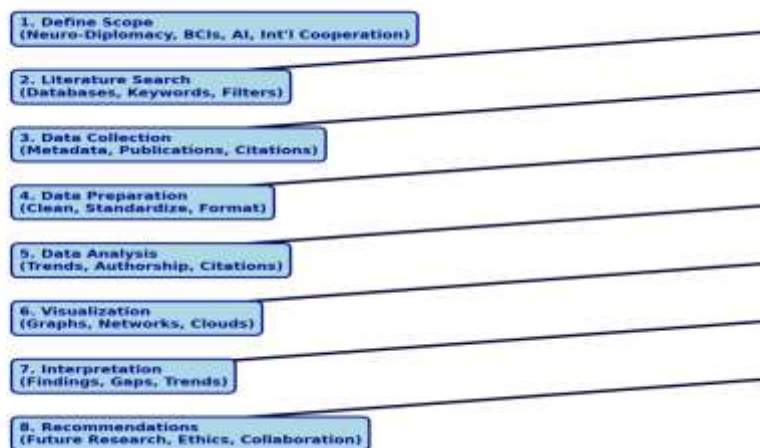 1. Define Scope
(Neuro-Diplomacy, BCIs, AI, Int'l Cooperation)
2. Literature Search
(Databases, Keywords, Filters)
3. Data Collection
(Metadata, Publications, Citations)
4. Data Preparation
(Clean, Standardize, Format)
5. Data Analysis
(Trends, Authorship, Citations)
6. Visualization
(Graphs, Networks, Clouds)
7. Interpretation
(Findings, Gaps, Trends)
8. Recommendations
(Future Research, Ethics, Collaboration)